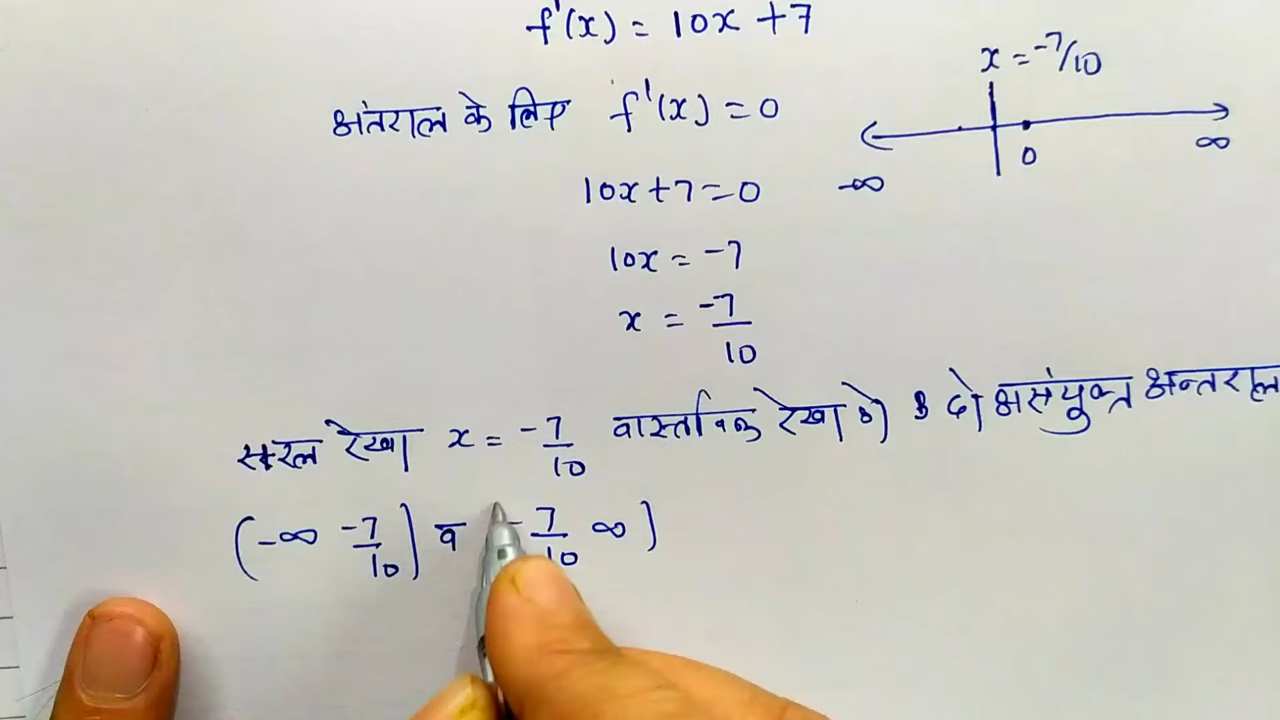 f'(x) = 10x + 7
x = -7/10
अंतराल के लिए f'(x) = 0
-∞ 0 ∞
10x + 7 = 0
10x = -7
x = -7/10
सरल रेखा x = -7/10 वास्तविक रेखा को दो असंयुक्त अन्तराल
(-∞ -7/10) व -7/10 ∞)